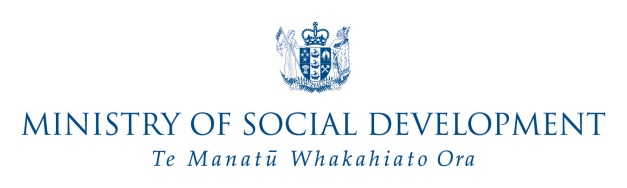 MINISTRY OF SOCIAL DEVELOPMENT
Te Manatū Whakahiato Ora